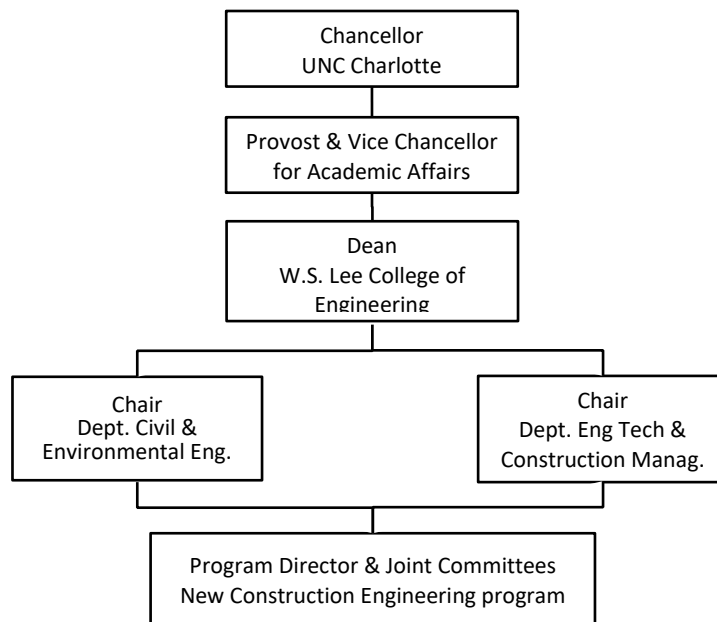 Chancellor
UNC Charlotte
Provost & Vice Chancellor
for Academic Affairs
Dean
W.S. Lee College of
Engineering
Chair
Dept. Civil &
Environmental Eng.
Chair
Dept. Eng Tech &
Construction Manag.
Program Director & Joint Committees
New Construction Engineering program